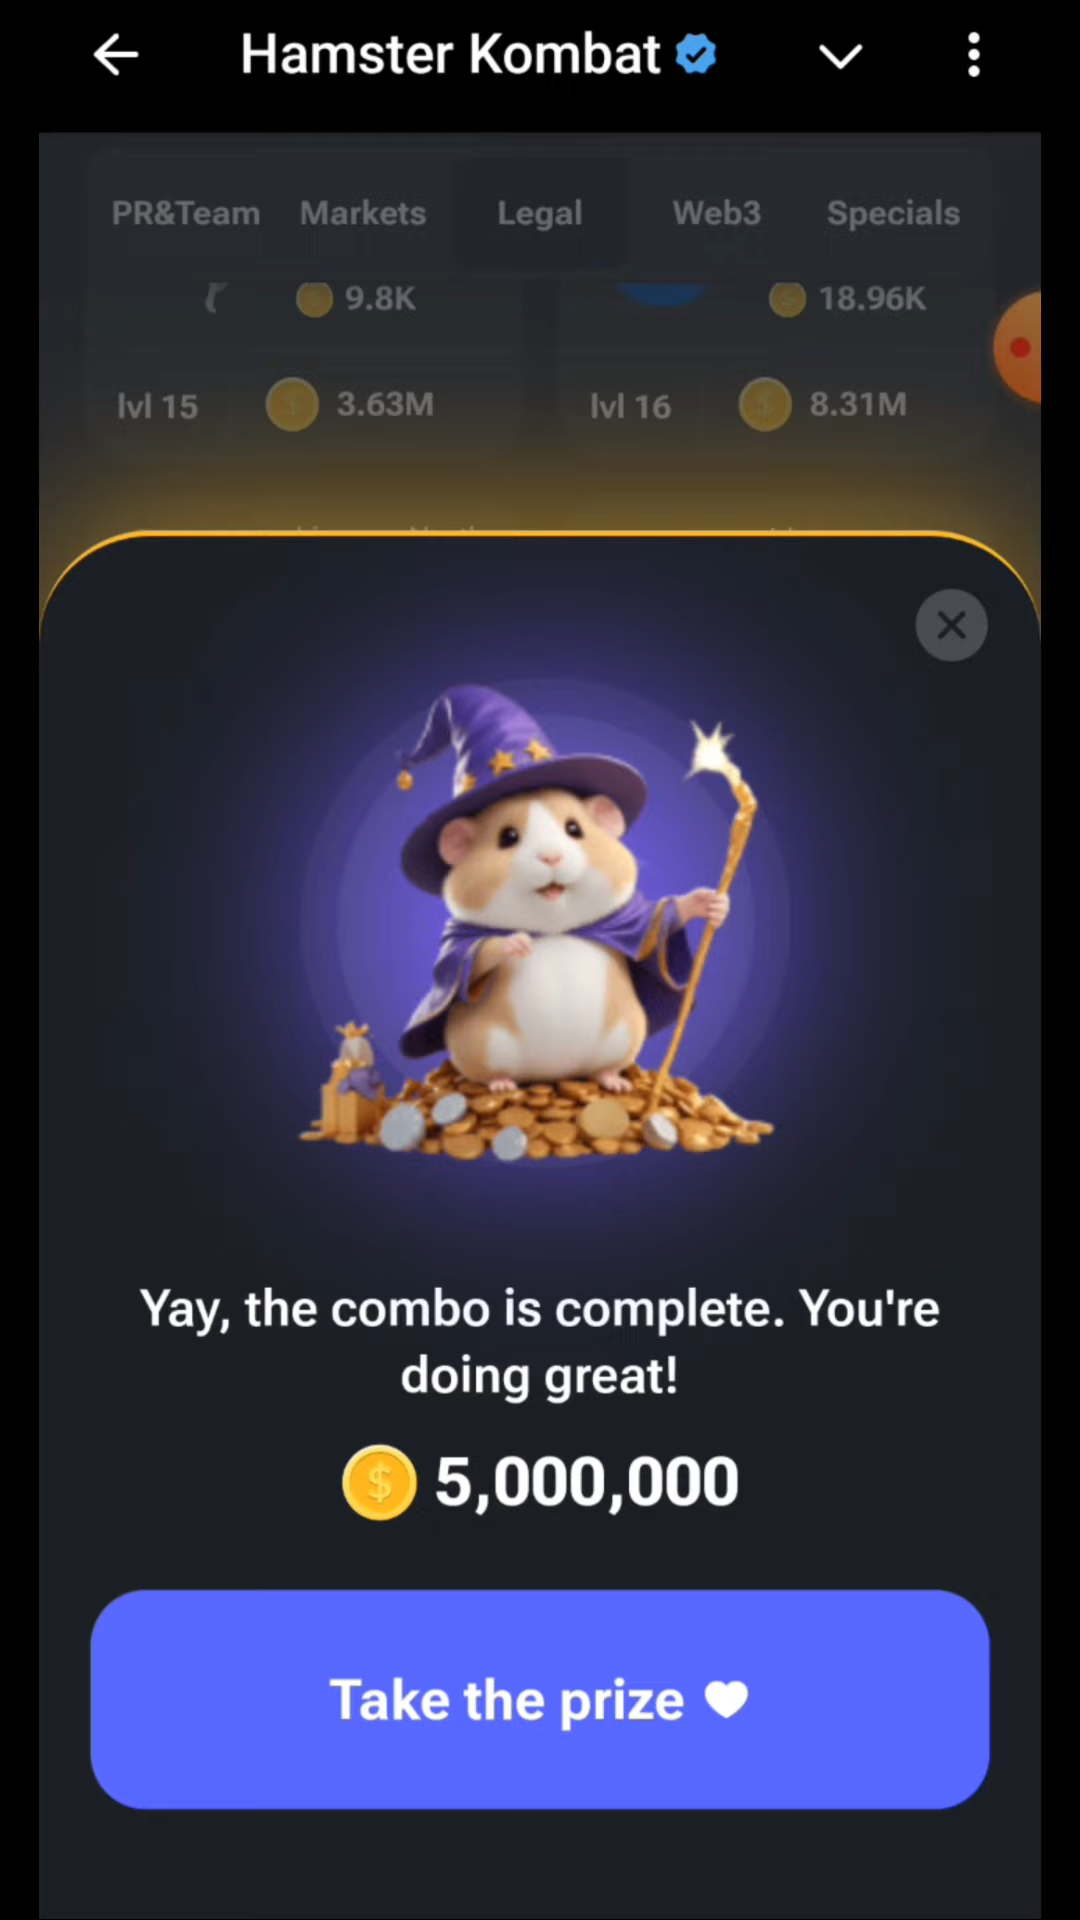 Hamster Kombat
PR&Team Markets Legal Web3 Specials
9.8K 18.96K
lvl 15 3.63M lvl 16 8.31M
Yay, the combo is complete. You're
doing great!
5,000,000
Take the prize